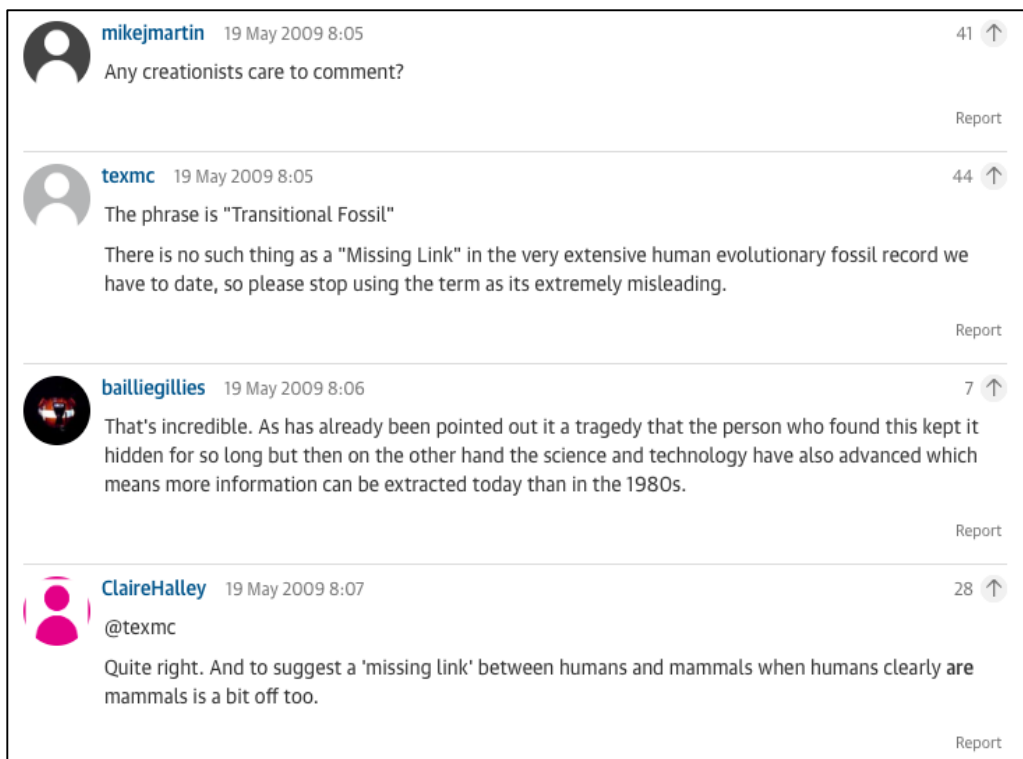 mikejmartin 19 May 2009 8:05 41
Any creationists care to comment?
Report
texmc 19 May 2009 8:05 44
The phrase is "Transitional Fossil"
There is no such thing as a "Missing Link" in the very extensive human evolutionary fossil record we
have to date, so please stop using the term as its extremely misleading.
Report
bailliegillies 19 May 2009 8:06 7
That's incredible. As has already been pointed out it a tragedy that the person who found this kept it
hidden for so long but then on the other hand the science and technology have also advanced which
means more information can be extracted today than in the 1980s.
Report
ClaireHalley 19 May 2009 8:07 28
@texmc
Quite right. And to suggest a 'missing link' between humans and mammals when humans clearly are
mammals is a bit off too.
Report